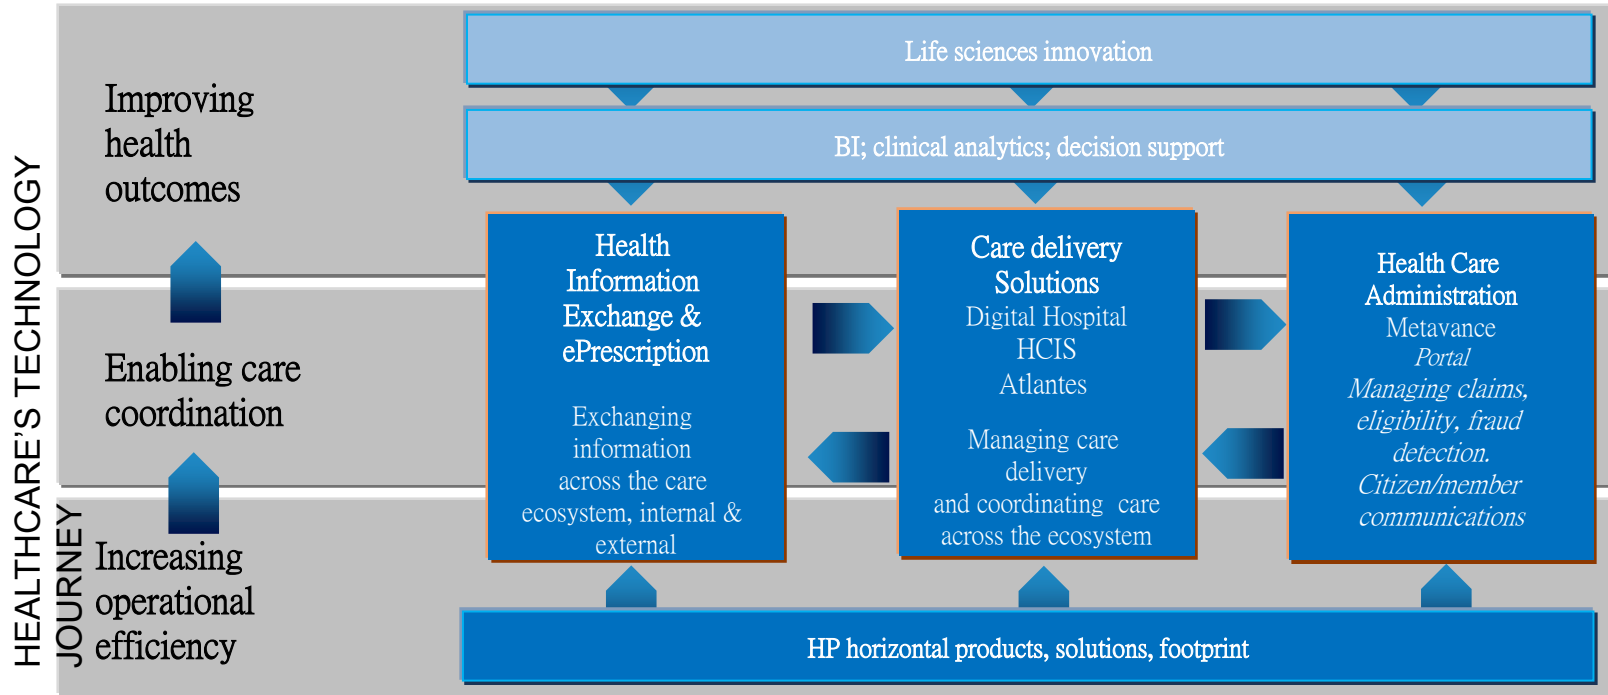 HEALTHCARE'S TECHNOLOGY
JOURNEY
Improving
health
outcomes
Enabling care
coordination
Increasing
operational
efficiency
Life sciences innovation
BI; clinical analytics; decision support
Health
Information
Exchange &
ePrescription
Exchanging
information
across the care
ecosystem, internal &
external
Care delivery
Solutions
Digital Hospital
HCIS
Atlantes
Managing care
delivery
and coordinating care
across the ecosystem
Health Care
Administration
Metavance
Portal
Managing claims,
eligibility, fraud
detection.
Citizen/member
communications
HP horizontal products, solutions, footprint